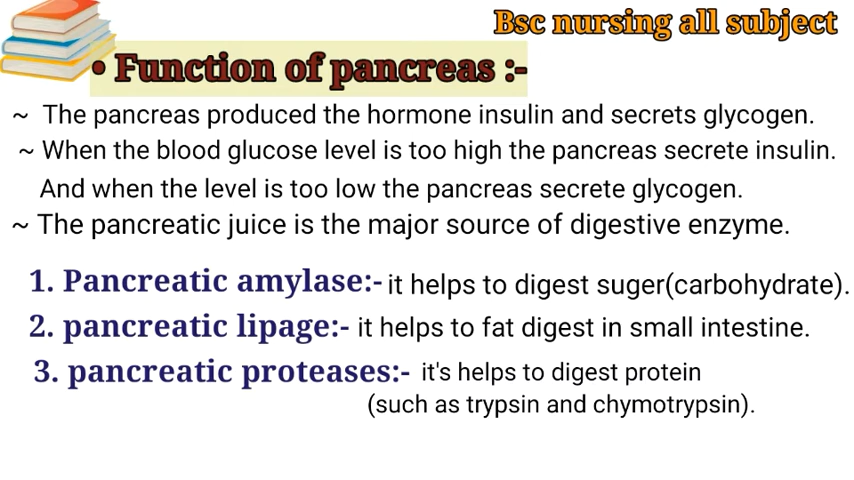 Bsc nursing all subject
• Function of pancreas :-
~ The pancreas produced the hormone insulin and secrets glycogen.
~ When the blood glucose level is too high the pancreas secrete insulin.
And when the level is too low the pancreas secrete glycogen.
~ The pancreatic juice is the major source of digestive enzyme.
1. Pancreatic amylase:- it helps to digest suger(carbohydrate).
2. pancreatic lipage:- it helps to fat digest in small intestine.
3. pancreatic proteases:- it's helps to digest protein
(such as trypsin and chymotrypsin).